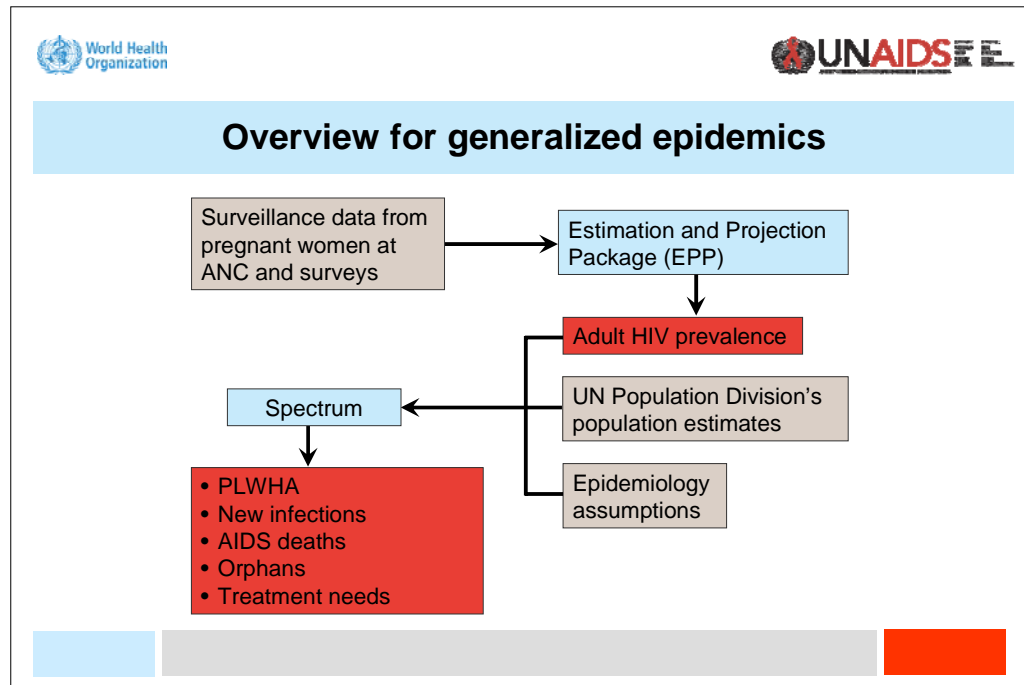 World Health
Organization
UNAIDS
Overview for generalized epidemics
Surveillance data from
pregnant women at
ANC and surveys
Estimation and Projection
Package (EPP)
Adult HIV prevalence
Spectrum
UN Population Division’s
population estimates
• PLWHA
• New infections
• AIDS deaths
• Orphans
• Treatment needs
Epidemiology
assumptions